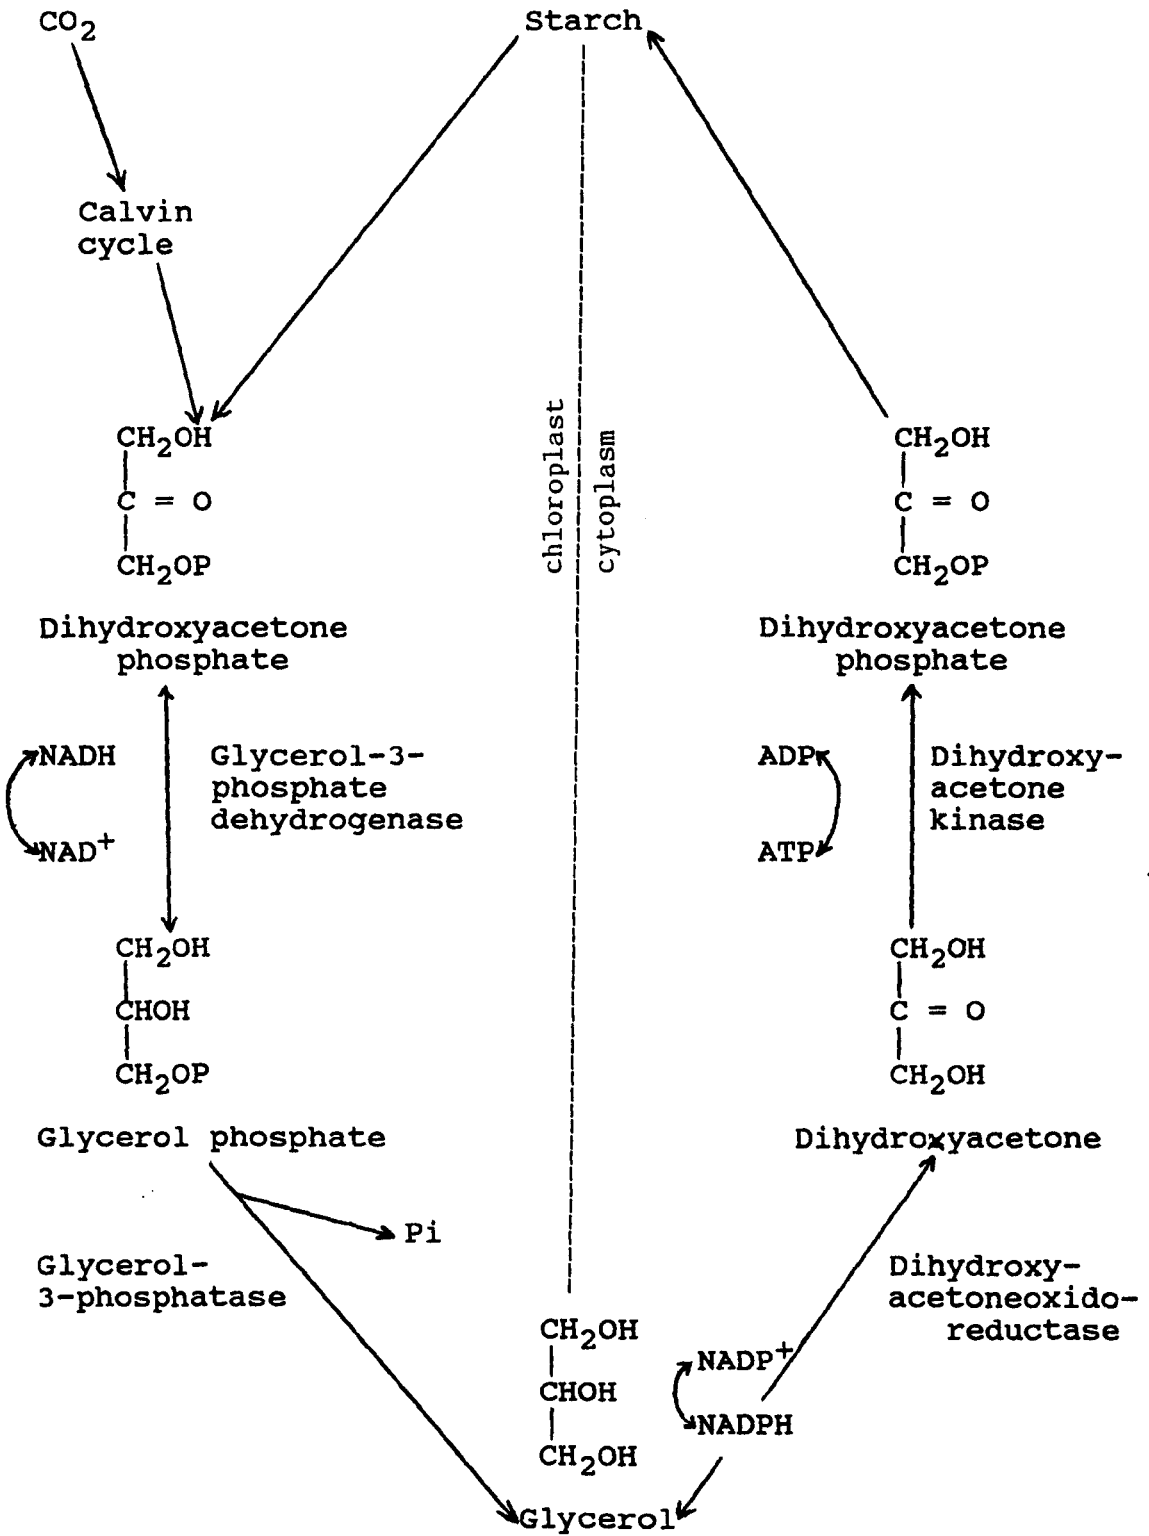 CO2
Starch
Calvin
cycle
CH2OH
C = O
CH2OP
Dihydroxyacetone
phosphate
NADH
NAD+
Glycerol-3-
phosphate
dehydrogenase
CH2OH
CHOH
CH2OP
Glycerol phosphate
Pi
Glycerol-
3-phosphatase
chloroplast
cytoplasm
CH2OH
CHOH
CH2OH
Glycerol
NADP+
NADPH
CH2OH
C = O
CH2OP
Dihydroxyacetone
phosphate
ADP
ATP
Dihydroxy-
acetone
kinase
CH2OH
C = O
CH2OH
Dihydroxyacetone
Dihydroxy-
acetoneoxido-
reductase